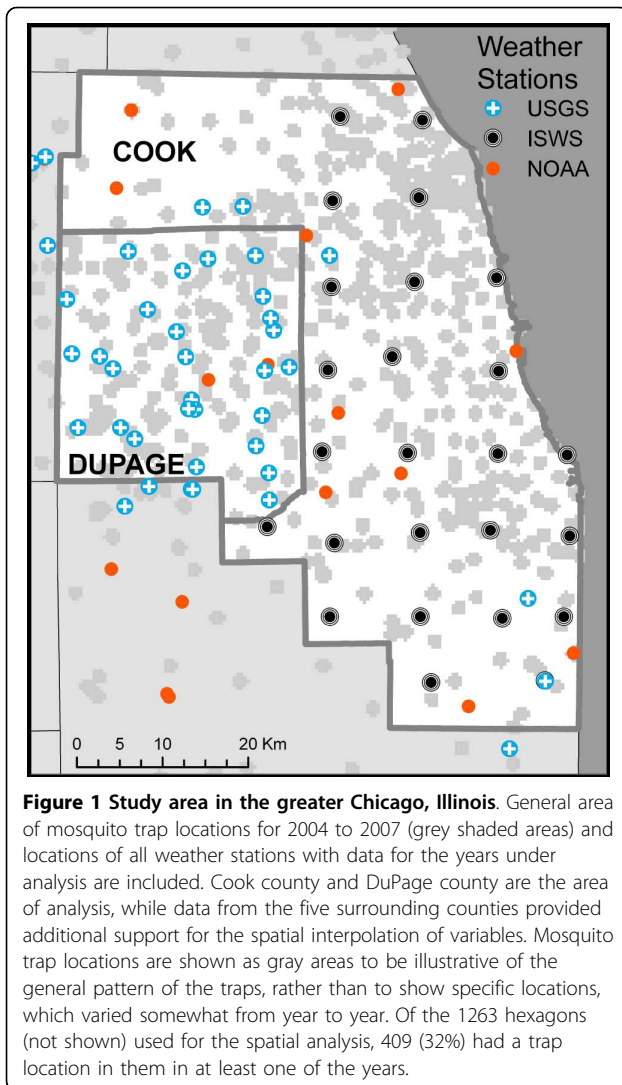 Weather
Stations
USGS
ISWS
NOAA
COOK
DUPAGE
0 5 10 20 Km
Figure 1 Study area in the greater Chicago, Illinois. General area
of mosquito trap locations for 2004 to 2007 (grey shaded areas) and
locations of all weather stations with data for the years under
analysis are included. Cook county and DuPage county are the area
of analysis, while data from the five surrounding counties provided
additional support for the spatial interpolation of variables. Mosquito
trap locations are shown as gray areas to be illustrative of the
general pattern of the traps, rather than to show specific locations,
which varied somewhat from year to year. Of the 1263 hexagons
(not shown) used for the spatial analysis, 409 (32%) had a trap
location in them in at least one of the years.